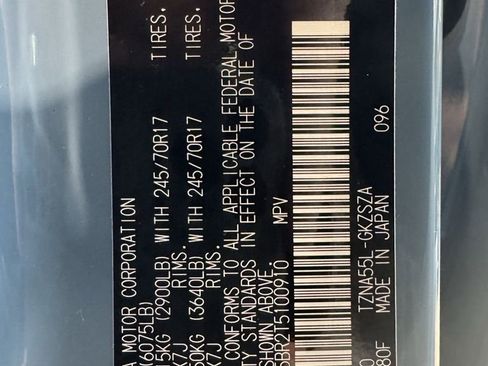 A MOTOR CORPORATION
(6075LB)
15KG (2900LB) WITH 245/70R17 TIRES,
X7J RIMS.
50KG (3640LB) WITH 245/70R17 TIRES,
X7J RIMS.
CONFORMS TO ALL APPLICABLE FEDERAL MOTOR
TY STANDARDS IN EFFECT ON THE DATE OF
SHOWN ABOVE.
5BR2T5100910 MPV
TZNA55L-GKZSZA
MADE IN JAPAN 096
80F